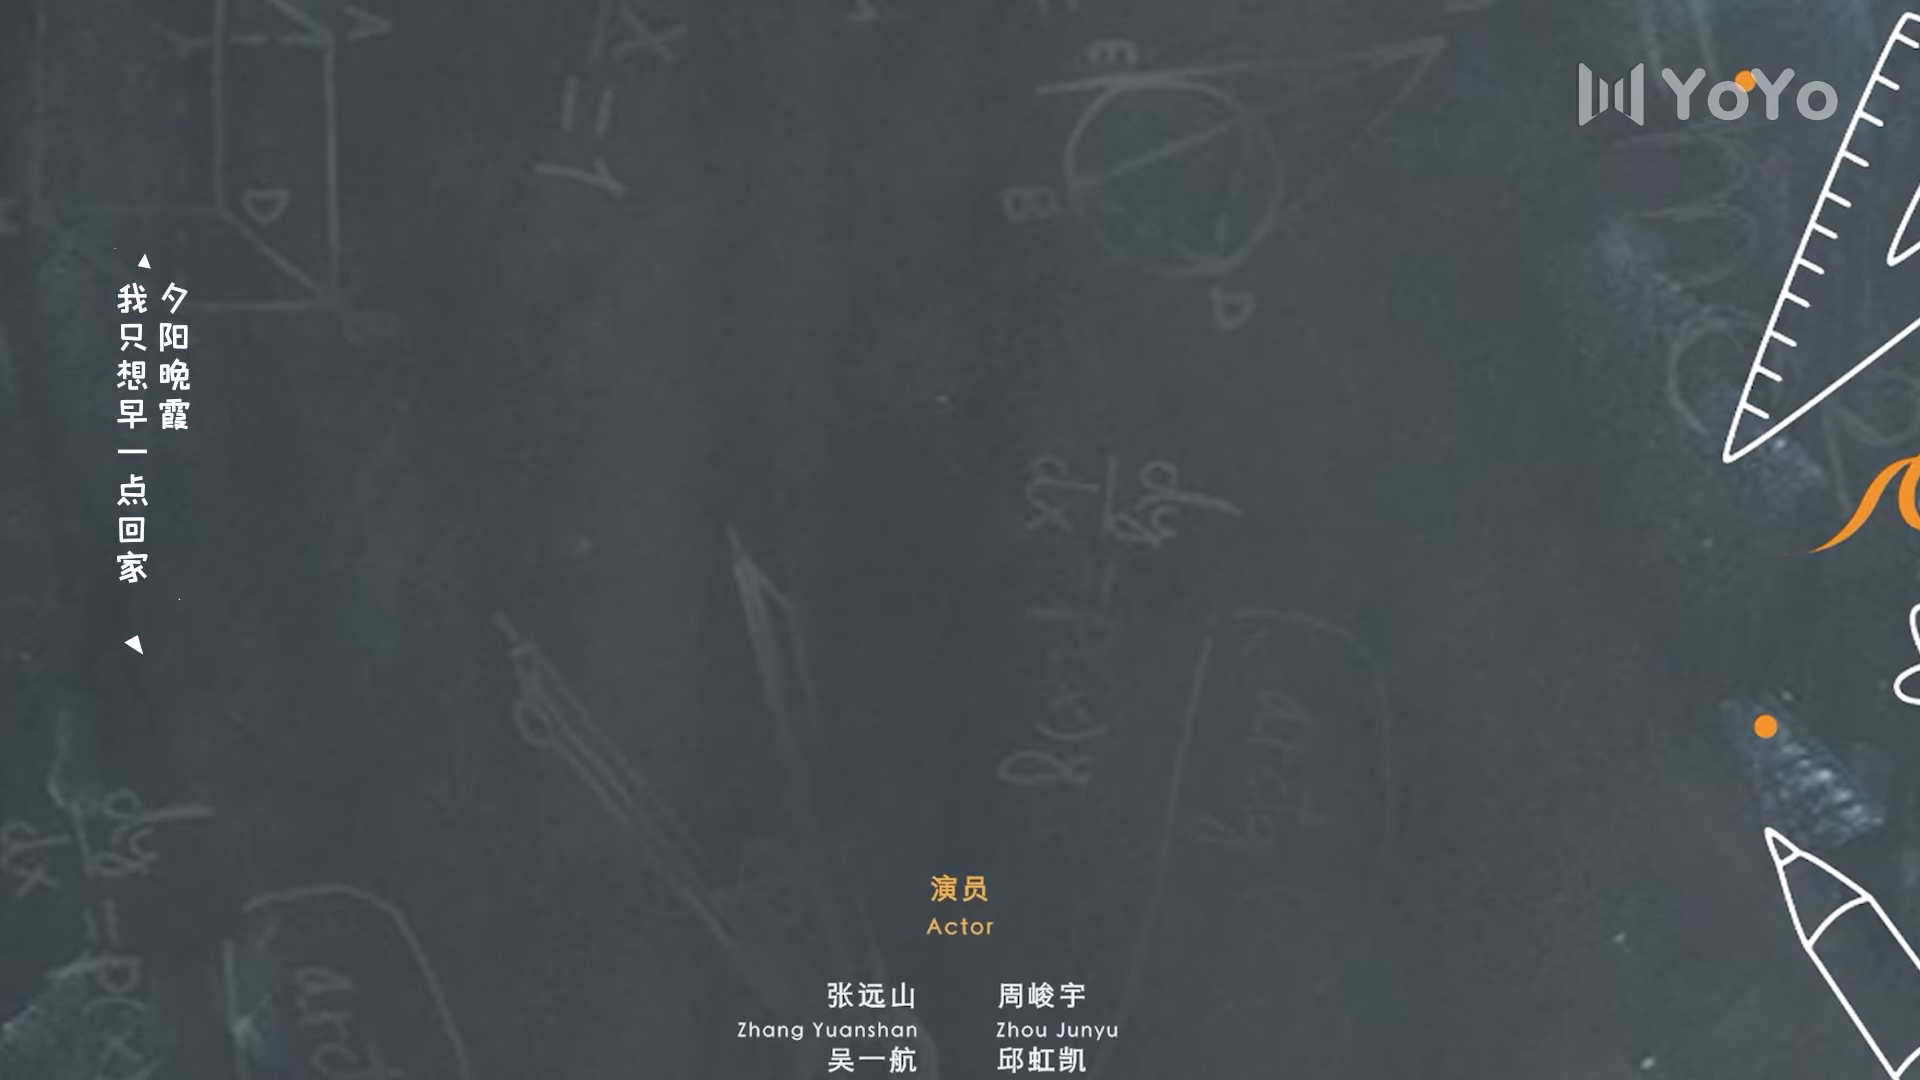 YoYo
夕阳晚霞
我只想早一点回家
演员
Actor
张远山 周峻宇
Zhang Yuanshan Zhou Junyu
吴一航 邱虹凯